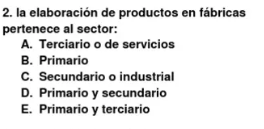 2. la elaboración de productos en fábricas
pertenece al sector:
A. Terciario o de servicios
B. Primario
C. Secundario o industrial
D. Primario y secundario
E. Primario y terciario